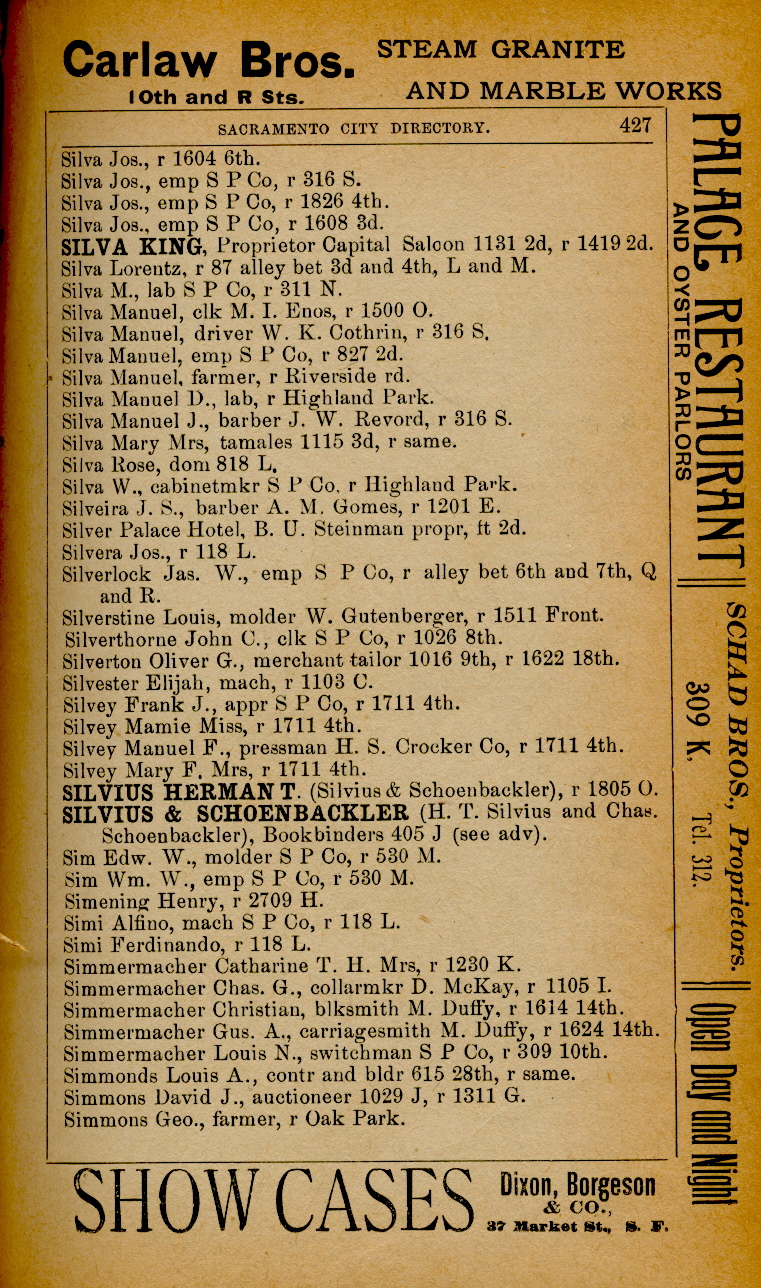 Carlaw Bros. STEAM GRANITE
10th and R Sts. AND MARBLE WORKS
SACRAMENTO CITY DIRECTORY. 427
Silva Jos., r 1604 6th.
Silva Jos., emp S P Co, r 316 S.
Silva Jos., emp S P Co, r 1826 4th.
Silva Jos., emp S P Co, r 1608 3d.
SILVA KING, Proprietor Capital Saloon 1131 2d, r 1419 2d.
Silva Lorentz, r 87 alley bet 3d and 4th, L and M.
Silva M., lab S P Co, r 311 N.
Silva Manuel, clk M. I. Enos, r 1500 O.
Silva Manuel, driver W. K. Cothrin, r 316 S.
Silva Manuel, emp S P Co, r 827 2d.
Silva Manuel, farmer, r Riverside rd.
Silva Manuel D., lab, r Highland Park.
Silva Manuel J., barber J. W. Revord, r 316 S.
Silva Mary Mrs, tamales 1115 3d, r same.
Silva Rose, dom 818 L.
Silva W., cabinetmkr S P Co, r Highland Park.
Silveira J. S., barber A. M. Gomes, r 1201 E.
Silver Palace Hotel, B. U. Steinman propr, ft 2d.
Silvera Jos., r 118 L.
Silverlock Jas. W., emp S P Co, r alley bet 6th and 7th, Q
and R.
Silverstine Louis, molder W. Gutenberger, r 1511 Front.
Silverthorne John C., clk S P Co, r 1026 8th.
Silverton Oliver G., merchant tailor 1016 9th, r 1622 18th.
Silvester Elijah, mach, r 1103 C.
Silvey Frank J., appr S P Co, r 1711 4th.
Silvey Mamie Miss, r 1711 4th.
Silvey Manuel F., pressman H. S. Crocker Co, r 1711 4th.
Silvey Mary F. Mrs, r 1711 4th.
SILVIUS HERMAN T. (Silvius & Schoenbackler), r 1805 O.
SILVIUS & SCHOENBACKLER (H. T. Silvius and Chas.
Schoenbackler), Bookbinders 405 J (see adv).
Sim Edw. W., molder S P Co, r 530 M.
Sim Wm. W., emp S P Co, r 530 M.
Simening Henry, r 2709 H.
Simi Alfino, mach S P Co, r 118 L.
Simi Ferdinando, r 118 L.
Simmermacher Catharine T. H. Mrs, r 1230 K.
Simmermacher Chas. G., collarmkr D. McKay, r 1105 I.
Simmermacher Christian, blksmith M. Duffy, r 1614 14th.
Simmermacher Gus. A., carriagesmith M. Duffy, r 1624 14th.
Simmermacher Louis N., switchman S P Co, r 309 10th.
Simmonds Louis A., contr and bldr 615 28th, r same.
Simmons David J., auctioneer 1029 J, r 1311 G.
Simmons Geo., farmer, r Oak Park.
PALACE RESTAURANT
AND OYSTER PARLORS
SCHAD BROS., Proprietors.
309 K, Tel. 312.
Open Day and Night
SHOW CASES
Dixon, Borgeson
& CO.,
37 Market St., S. F.